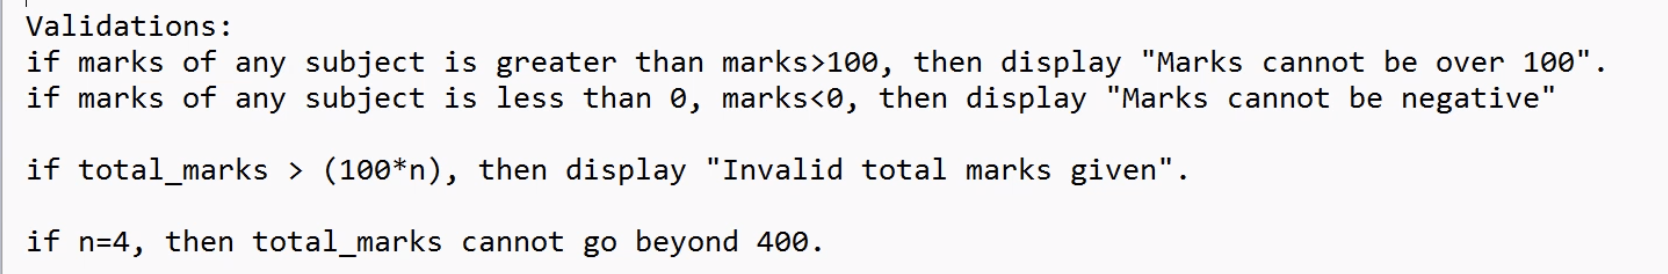 Validations:
if marks of any subject is greater than marks>100, then display "Marks cannot be over 100".
if marks of any subject is less than 0, marks<0, then display "Marks cannot be negative"
if total_marks > (100*n), then display "Invalid total marks given".
if n=4, then total_marks cannot go beyond 400.